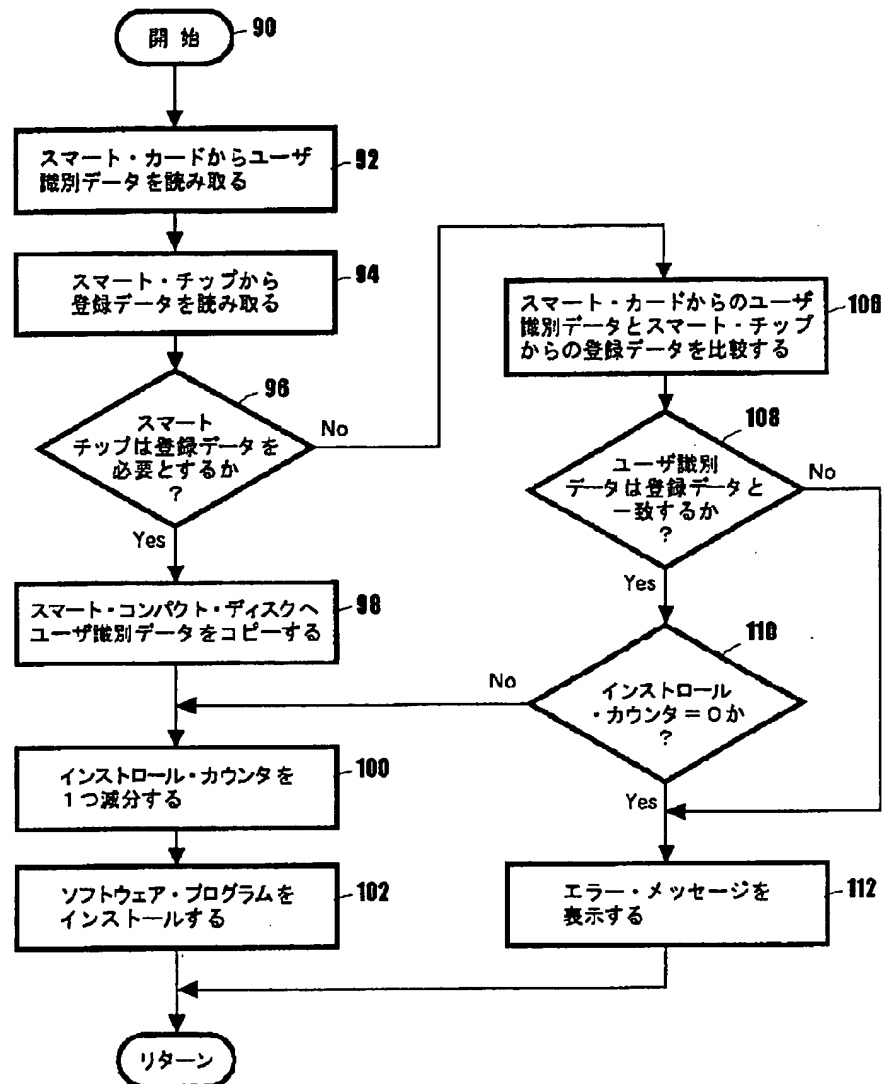 開 始
90
スマート・カードからユーザ
識別データを読み取る
92
スマート・チップから
登録データを読み取る
94
スマート
チップは登録データを
必要とするか
?
96
No
Yes
スマート・コンパクト・ディスクへ
ユーザ識別データをコピーする
98
インストロール・カウンタを
1つ減分する
100
ソフトウェア・プログラムを
インストールする
102
リターン
スマート・カードからのユーザ
識別データとスマート・チップ
からの登録データを比較する
106
ユーザ識別
データは登録データと
一致するか
?
108
No
Yes
インストロール
・カウンタ=0か
?
110
No
Yes
エラー・メッセージを
表示する
112